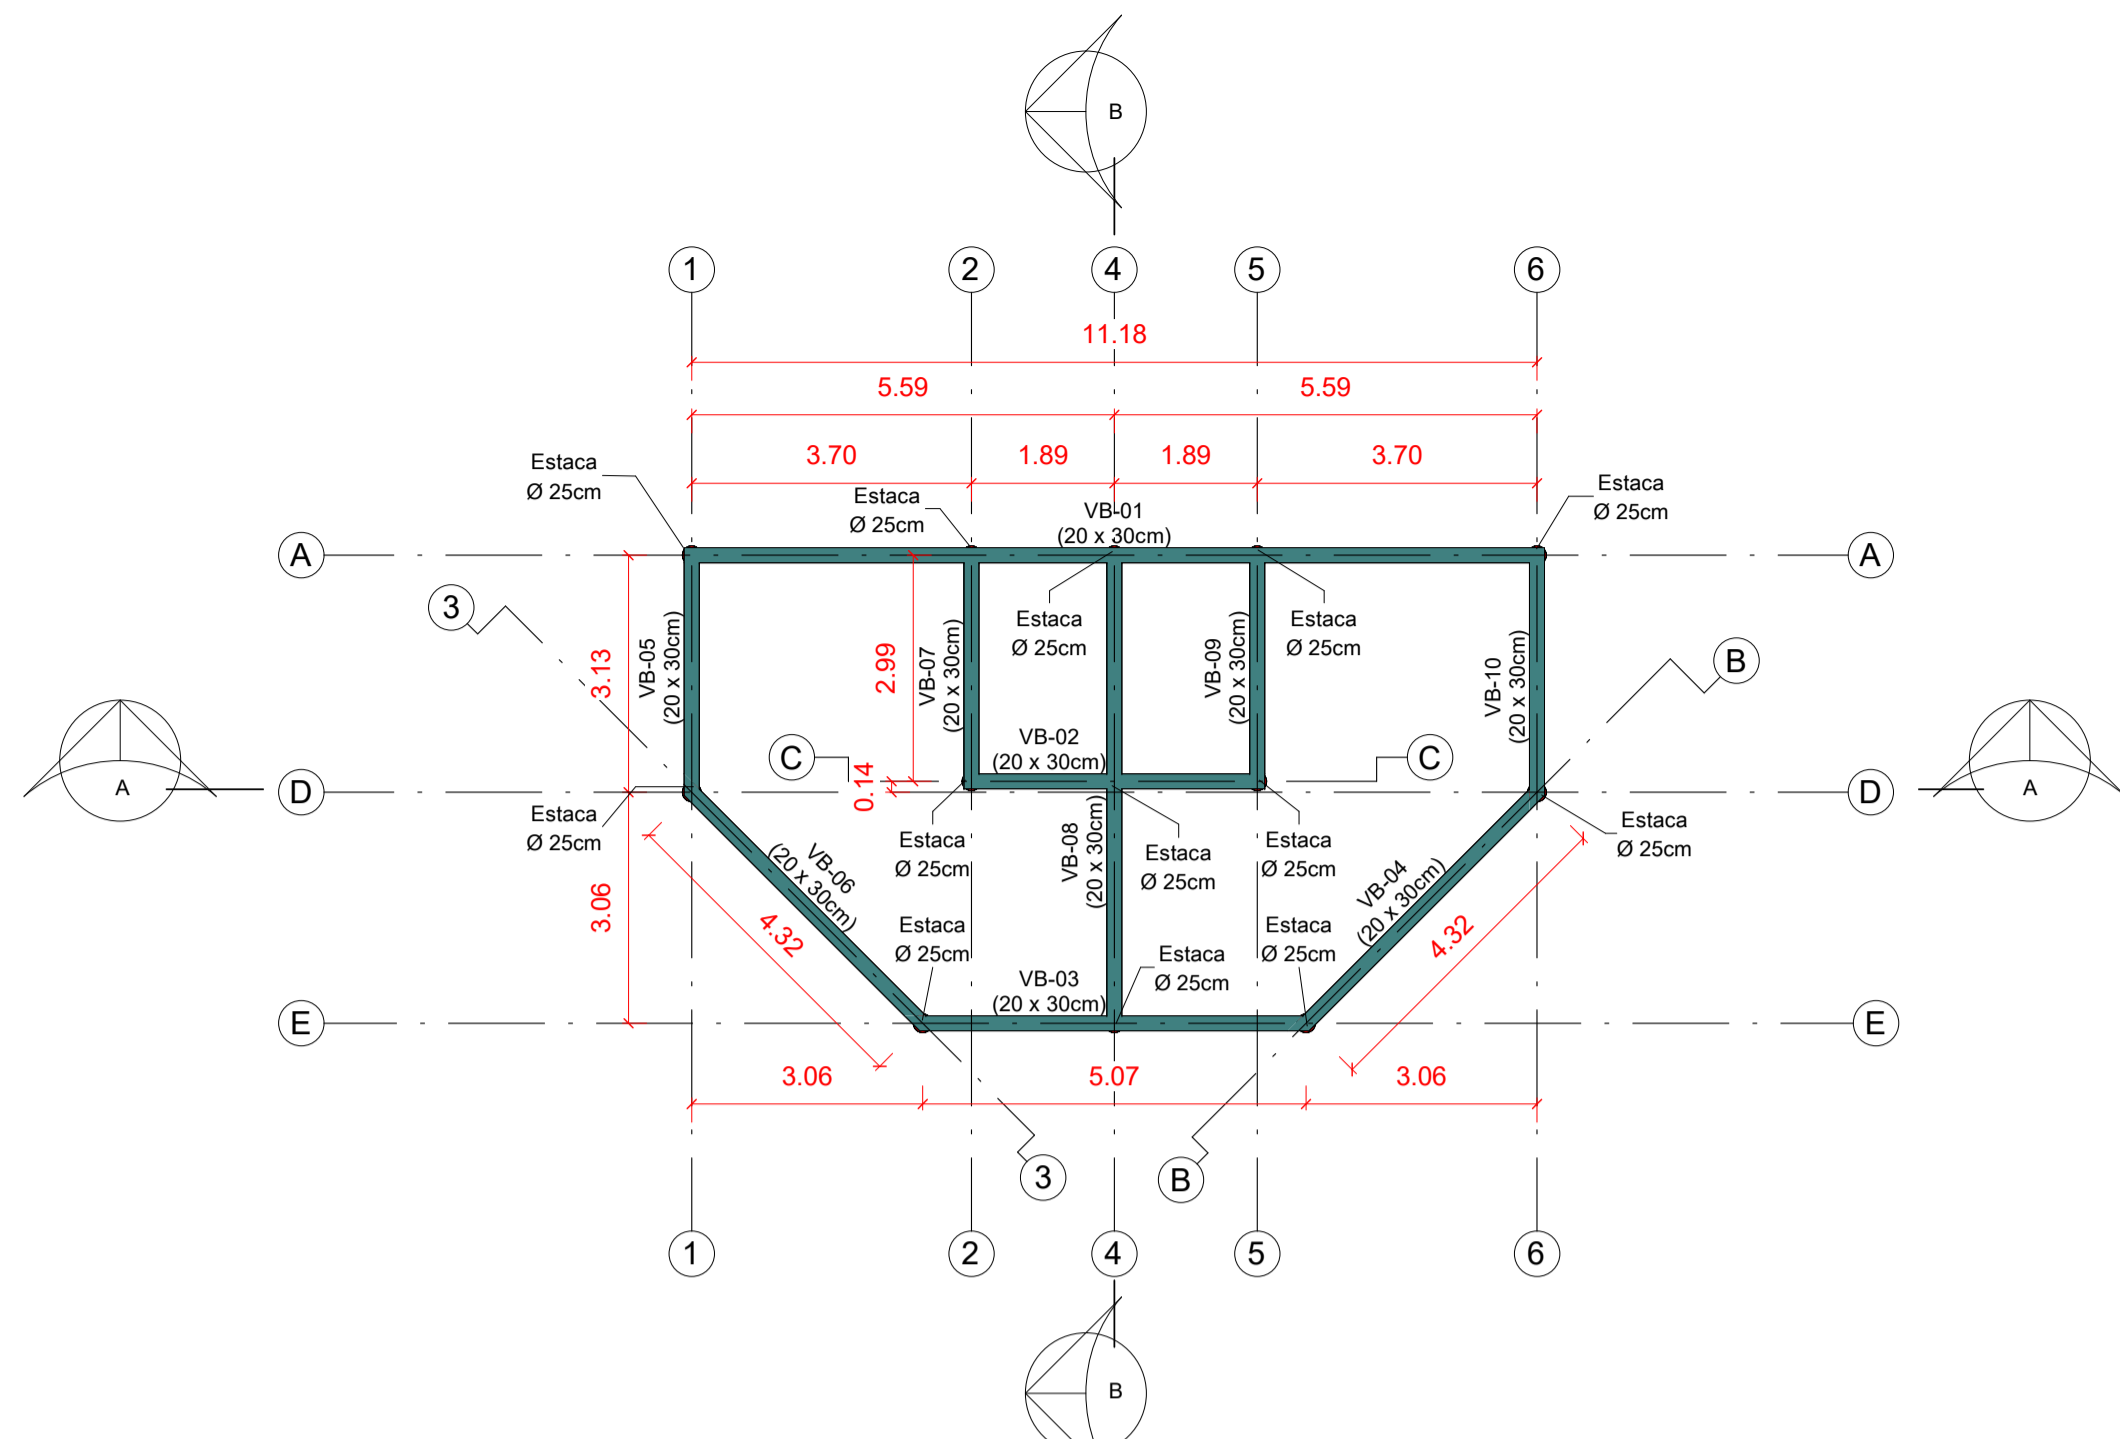 B
1
2
4
5
6
11.18
5.59
5.59
3.70
1.89
1.89
3.70
Estaca
Ø 25cm
Estaca
Ø 25cm
VB-01
(20 x 30cm)
Estaca
Ø 25cm
A
A
3
Estaca
Ø 25cm
Estaca
Ø 25cm
3.13
VB-05
(20 x 30cm)
2.99
VB-07
(20 x 30cm)
VB-09
(20 x 30cm)
VB-10
(20 x 30cm)
B
VB-02
(20 x 30cm)
C
C
A
D
0.14
D
A
Estaca
Ø 25cm
Estaca
Ø 25cm
VB-08
(20 x 30cm)
Estaca
Ø 25cm
Estaca
Ø 25cm
Estaca
Ø 25cm
3.06
VB-06
(20 x 30cm)
4.32
VB-04
(20 x 30cm)
4.32
Estaca
Ø 25cm
Estaca
Ø 25cm
Estaca
Ø 25cm
VB-03
(20 x 30cm)
E
E
3.06
5.07
3.06
3
B
1
2
4
5
6
B